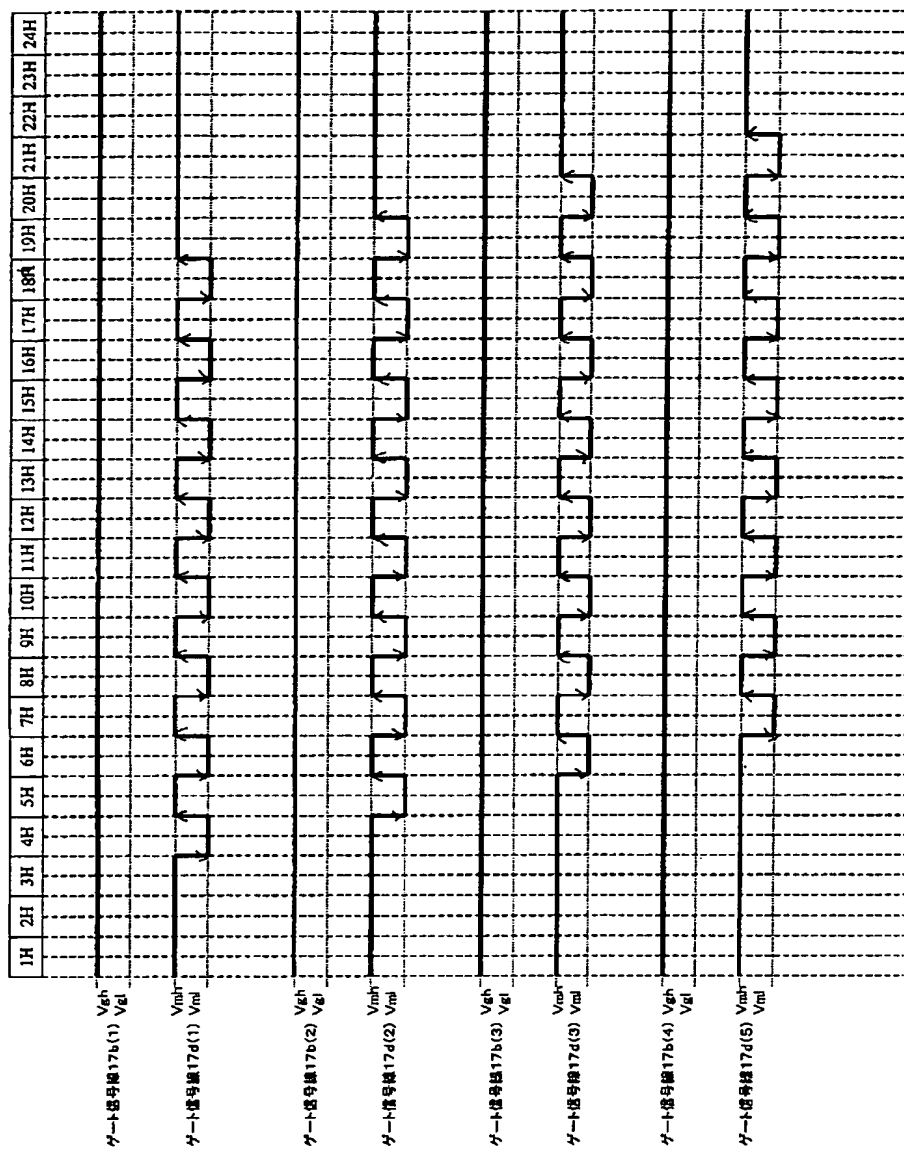 1H 2H 3H 4H 5H 6H 7H 8H 9H 10H 11H 12H 13H 14H 15H 16H 17H 18H 19H 20H 21H 22H 23H 24H
ゲート信号線17b(1) Vgh
Vgl
ゲート信号線17d(1) Vmh
Vml
ゲート信号線17b(2) Vgh
Vgl
ゲート信号線17d(2) Vmh
Vml
ゲート信号線17b(3) Vgh
Vgl
ゲート信号線17d(3) Vmh
Vml
ゲート信号線17b(4) Vgh
Vgl
ゲート信号線17d(5) Vmh
Vml